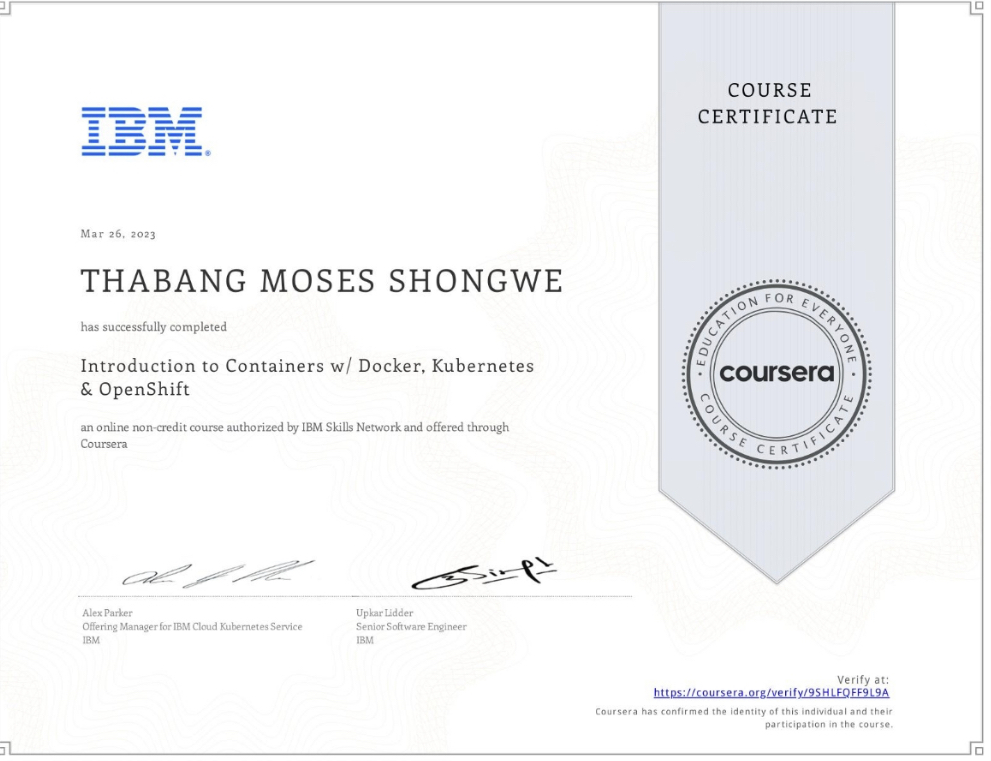 COURSE
CERTIFICATE
IBM®
Mar 26, 2023
THABANG MOSES SHONGWE
has successfully completed
Introduction to Containers w/ Docker, Kubernetes
& OpenShift
an online non-credit course authorized by IBM Skills Network and offered through
Coursera
EDUCATION FOR EVERYONE
coursera
COURSE CERTIFICATE
Alex Parker
Offering Manager for IBM Cloud Kubernetes Service
IBM
Upkar Lidder
Senior Software Engineer
IBM
Verify at:
https://coursera.org/verify/9SHLFQFF9L9A
Coursera has confirmed the identity of this individual and their
participation in the course.